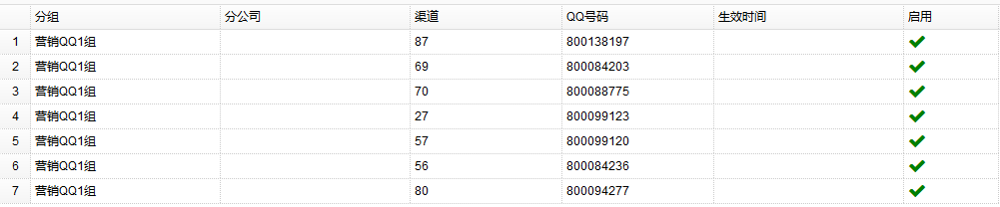 分组 分公司 渠道 QQ号码 生效时间 启用
1 营销QQ1组 87 800138197
2 营销QQ1组 69 800084203
3 营销QQ1组 70 800088775
4 营销QQ1组 27 800099123
5 营销QQ1组 57 800099120
6 营销QQ1组 56 800084236
7 营销QQ1组 80 800094277